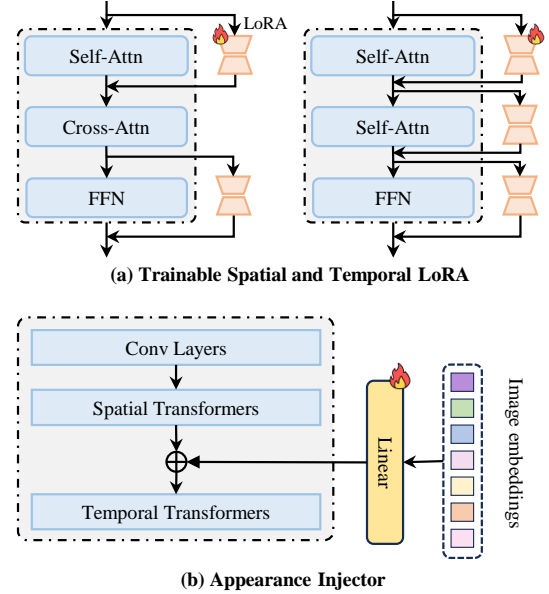 LoRA
Self-Attn
Cross-Attn
FFN
Self-Attn
Self-Attn
FFN
(a) Trainable Spatial and Temporal LoRA
Conv Layers
Spatial Transformers
Temporal Transformers
Linear
Image embeddings
(b) Appearance Injector